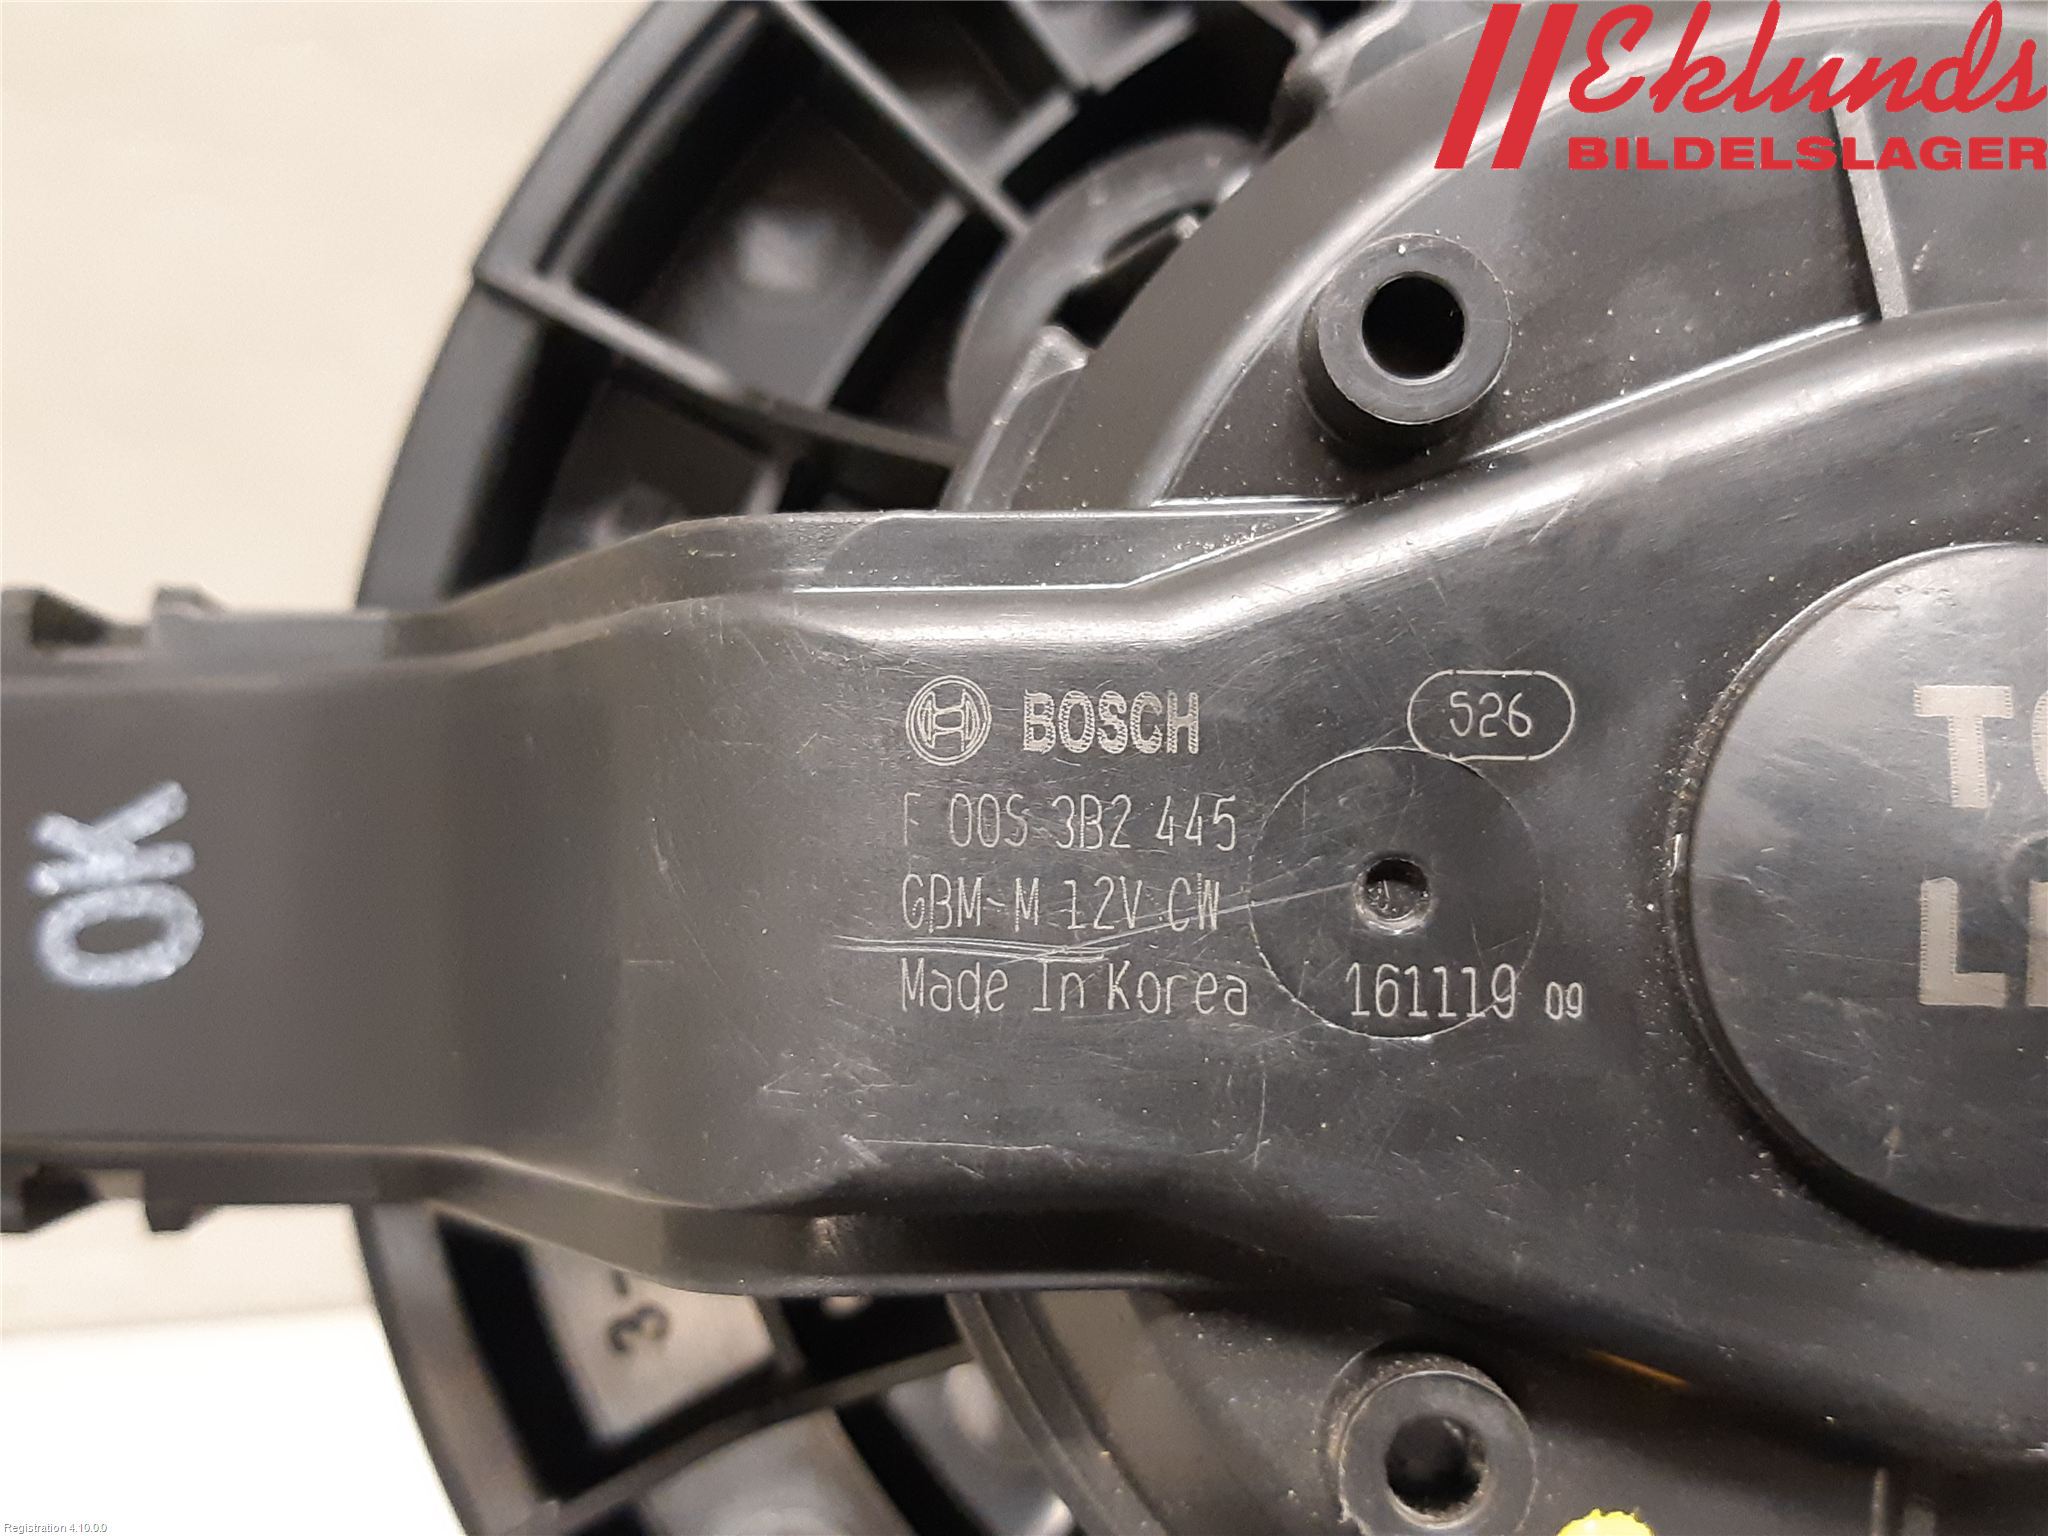 Eklunds
BILDELSLAGER
BOSCH
526
F 00S 3B2 445
GBM-M 12V CW
Made In Korea
161119 09
OK
3-
Registration 4.10.0.0